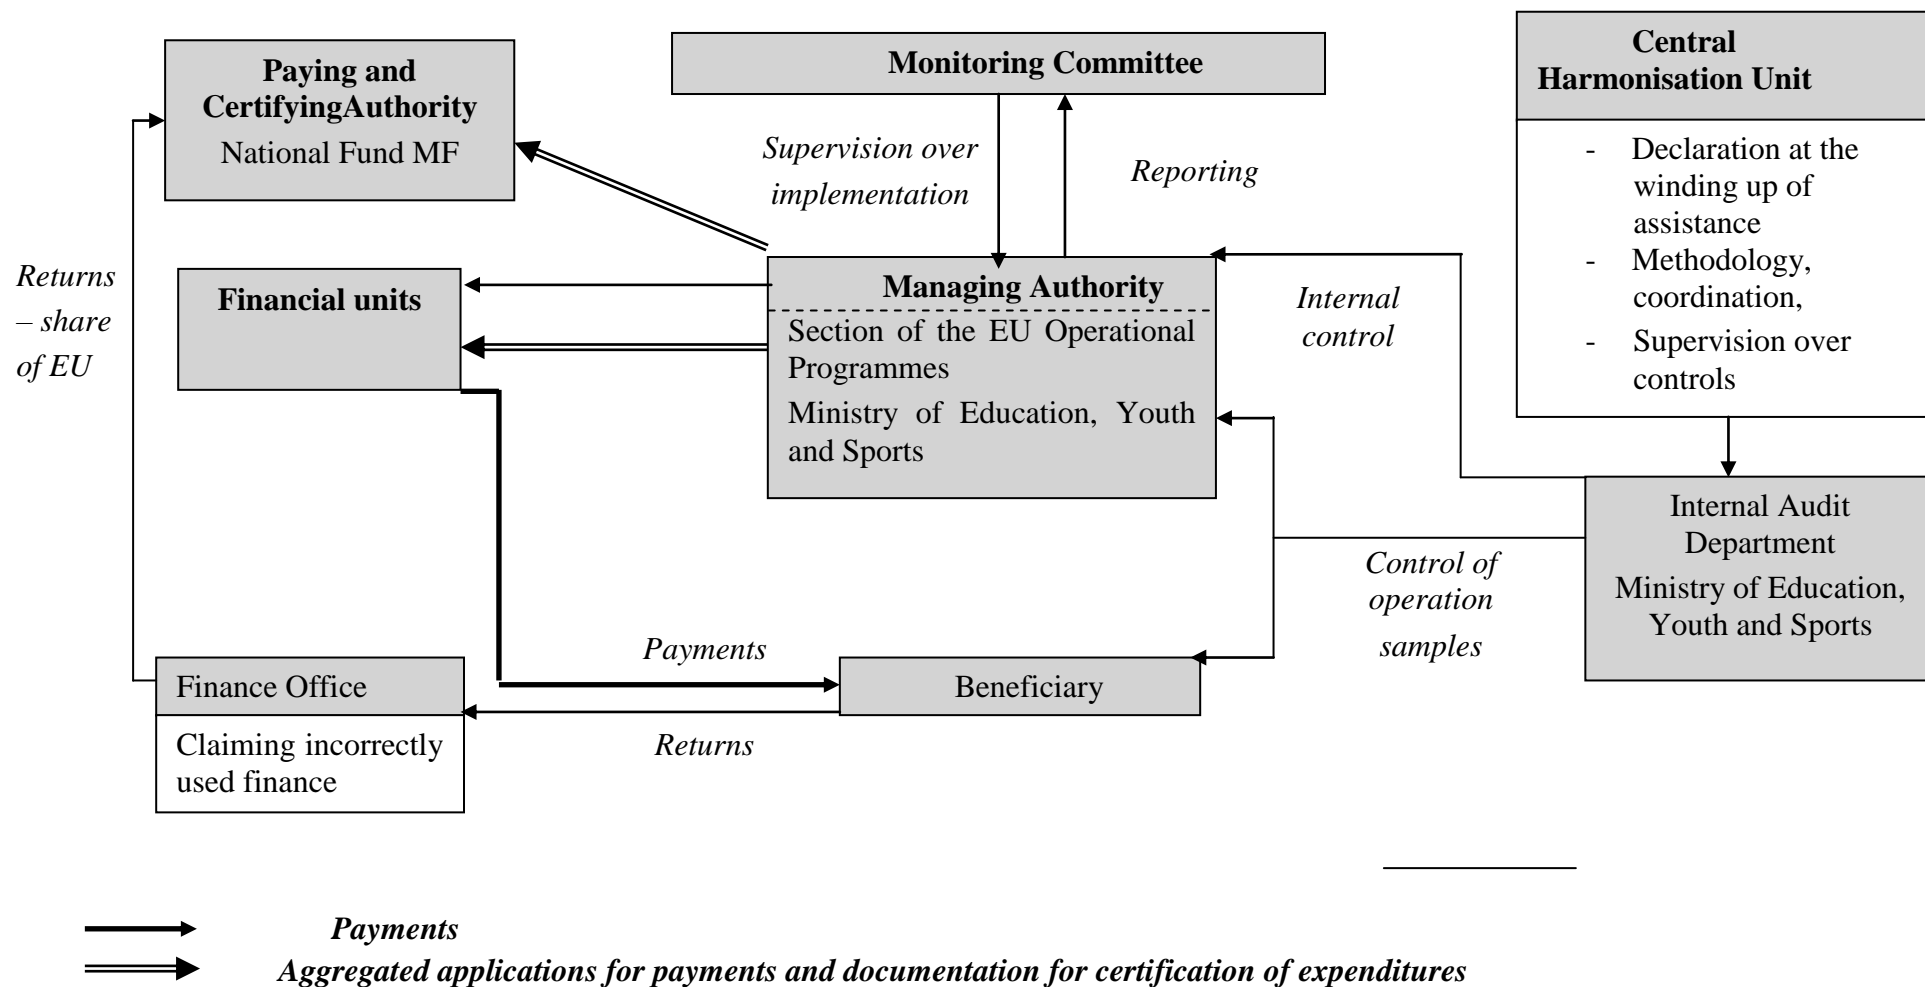 Paying and
CertifyingAuthority
National Fund MF
Monitoring Committee
Central
Harmonisation Unit
- Declaration at the
winding up of
assistance
- Methodology,
coordination,
- Supervision over
controls
Supervision over
implementation
Reporting
Returns
– share
of EU
Financial units
Managing Authority
Section of the EU Operational
Programmes
Ministry of Education, Youth
and Sports
Internal
control
Internal Audit
Department
Ministry of Education,
Youth and Sports
Control of
operation
samples
Payments
Finance Office
Claiming incorrectly
used finance
Beneficiary
Returns
Payments
Aggregated applications for payments and documentation for certification of expenditures